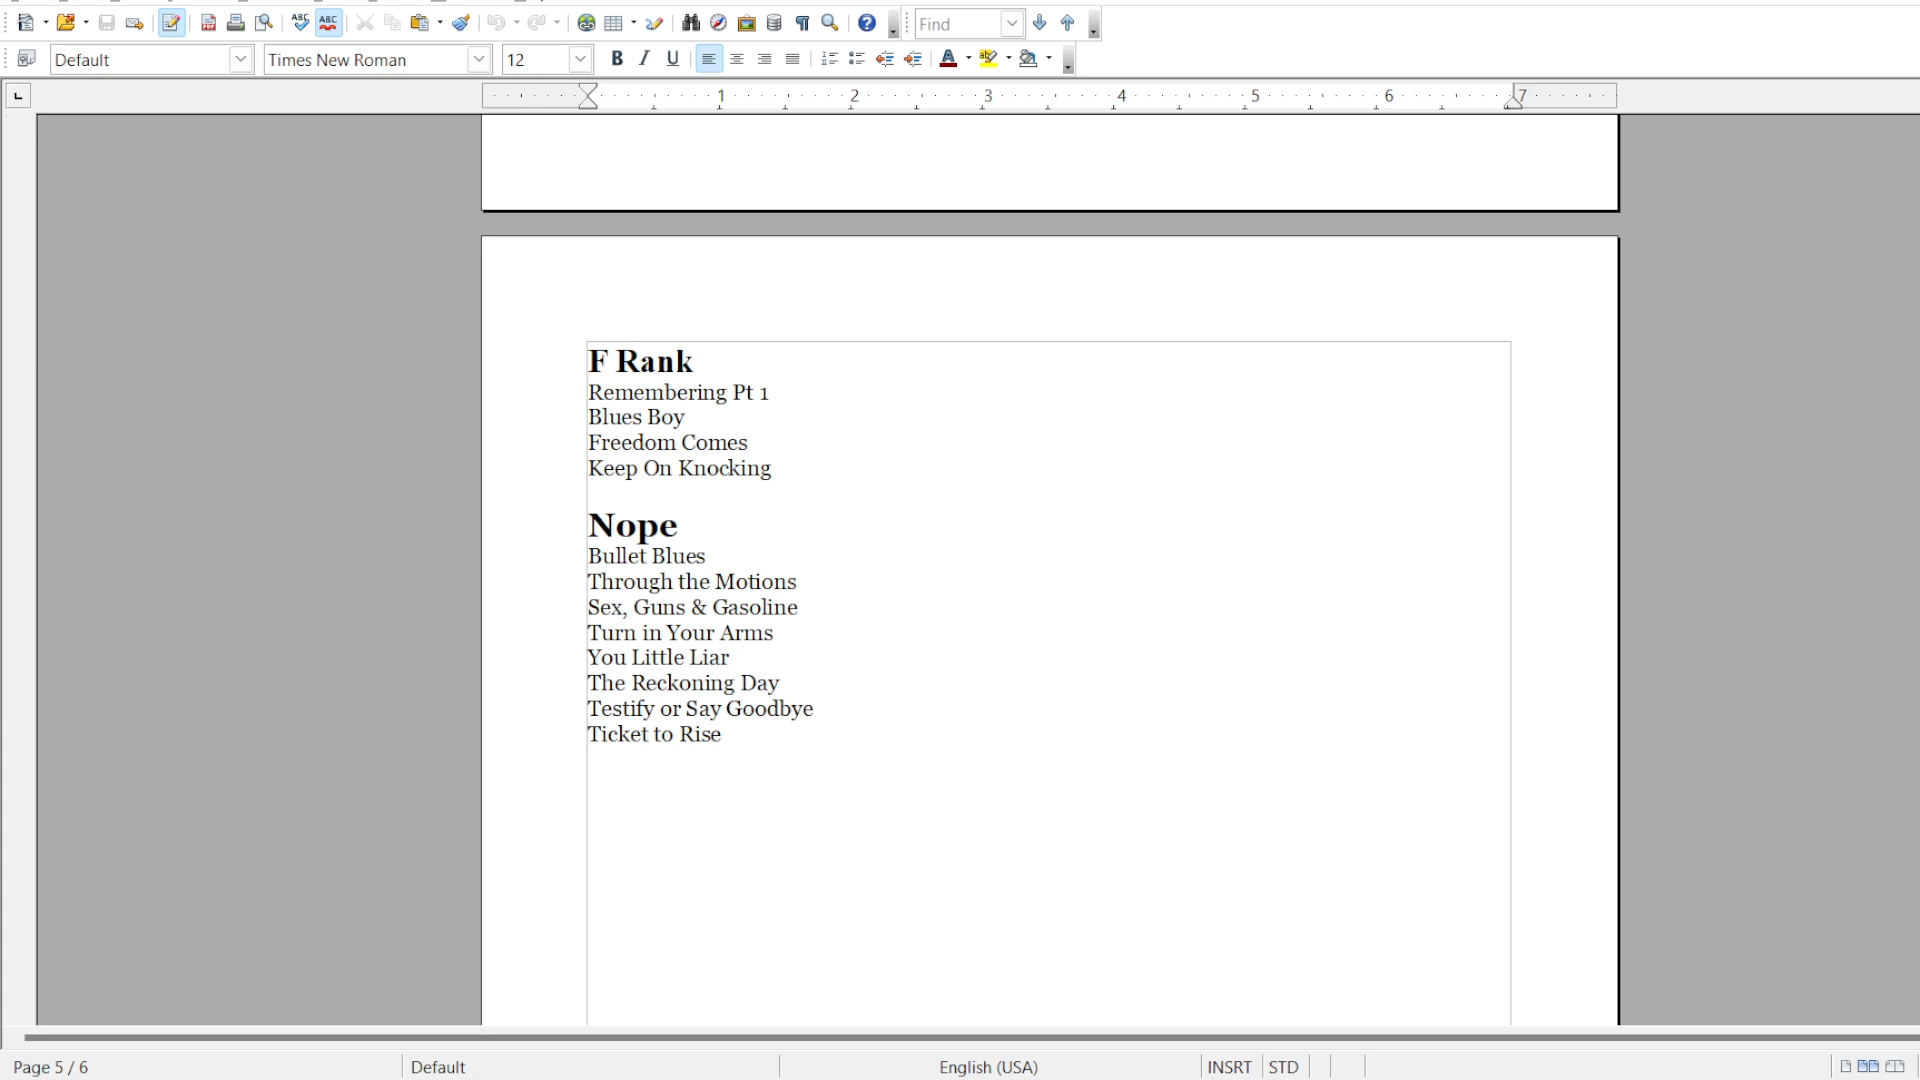 Find
Default
Times New Roman
12
B I U
1 2 3 4 5 6 7
F Rank
Remembering Pt 1
Blues Boy
Freedom Comes
Keep On Knocking
Nope
Bullet Blues
Through the Motions
Sex, Guns & Gasoline
Turn in Your Arms
You Little Liar
The Reckoning Day
Testify or Say Goodbye
Ticket to Rise
Page 5 / 6
Default
English (USA)
INSRT
STD